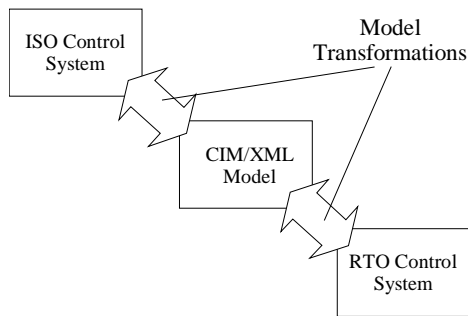 ISO Control
System
Model
Transformations
CIM/XML
Model
RTO Control
System